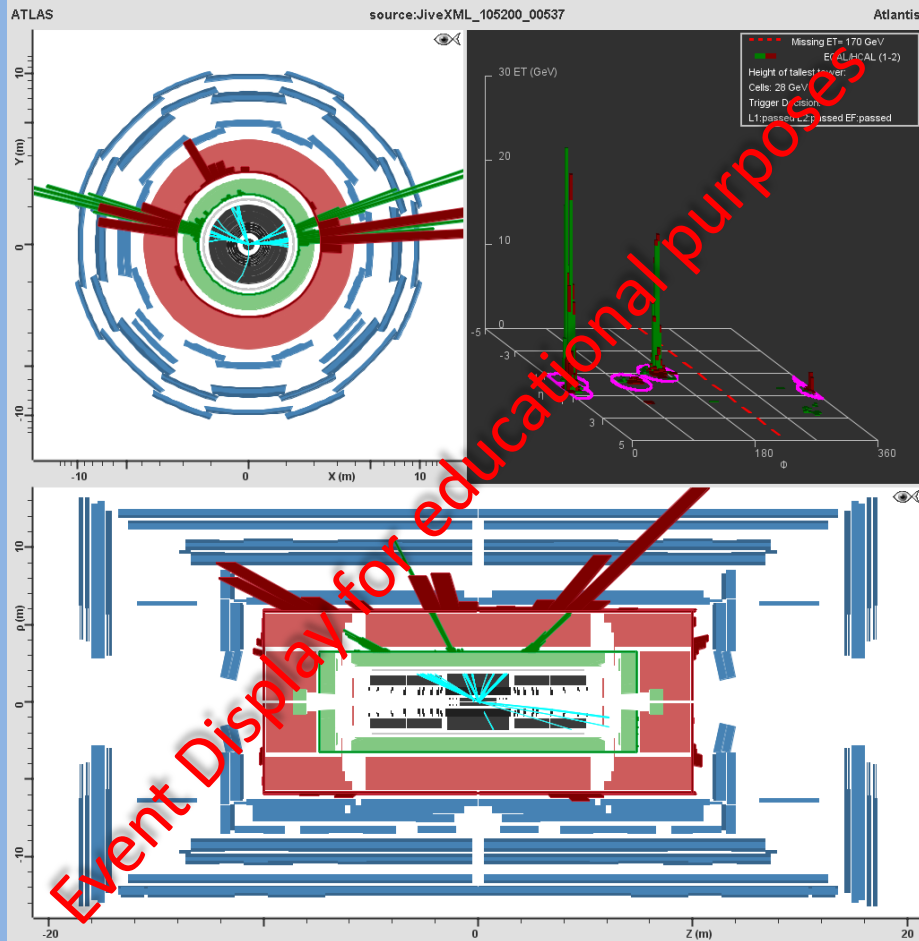 ATLAS source:JiveXML_105200_00537 Atlantis
Y (m)
10
0
-10
-10 0 X (m) 10
Missing ET= 170 GeV
ECAL/HCAL (1-2)
Height of tallest tower:
Cells: 28 GeV
Trigger Decision:
L1:passed L2:passed EF:passed
30 ET (GeV)
20
10
0
-5
-3
η
3
5
0 180 360
Φ
ρ (m)
10
0
-10
-20 0 Z (m) 20
Event Display for educational purposes